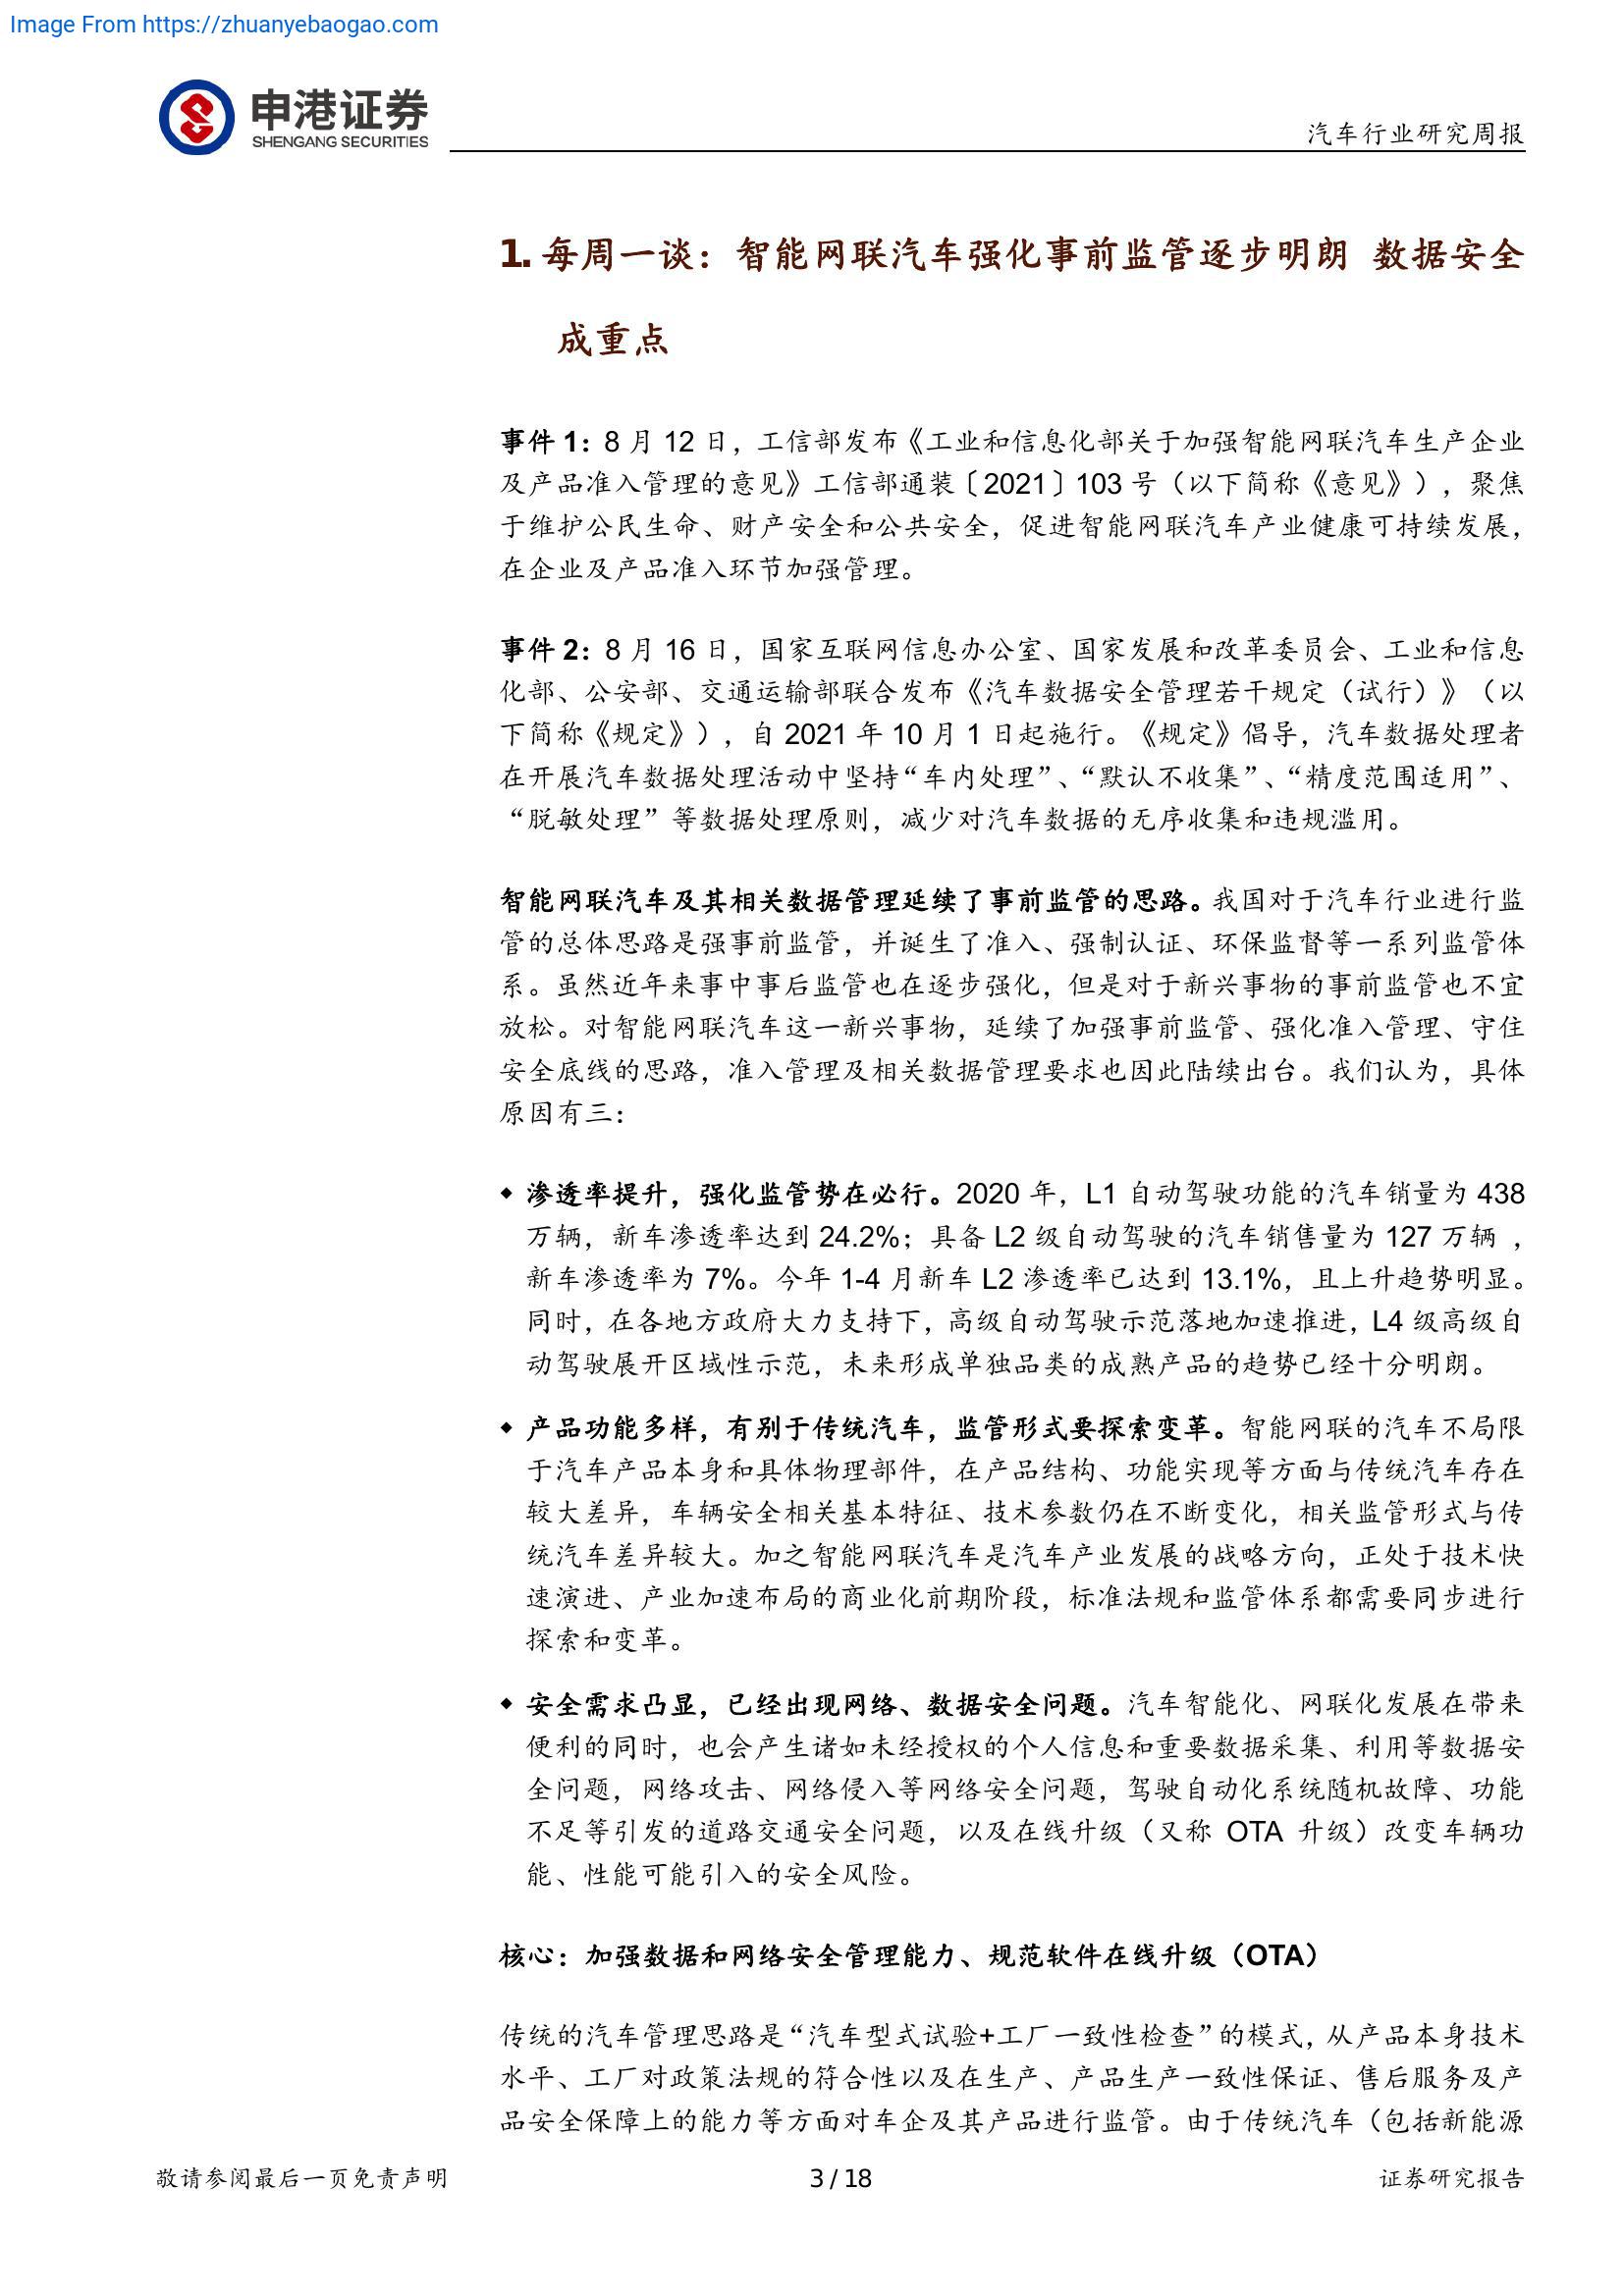 Image From https://zhuanyebaogao.com
申港证券
SHENGANG SECURITIES
汽车行业研究周报
1. 每周一谈：智能网联汽车强化事前监管逐步明朗 数据安全
成重点
事件 1：8 月 12 日，工信部发布《工业和信息化部关于加强智能网联汽车生产企业
及产品准入管理的意见》工信部通装〔2021〕103 号（以下简称《意见》），聚焦
于维护公民生命、财产安全和公共安全，促进智能网联汽车产业健康可持续发展，
在企业及产品准入环节加强管理。
事件 2：8 月 16 日，国家互联网信息办公室、国家发展和改革委员会、工业和信息
化部、公安部、交通运输部联合发布《汽车数据安全管理若干规定（试行）》（以
下简称《规定》），自 2021 年 10 月 1 日起施行。《规定》倡导，汽车数据处理者
在开展汽车数据处理活动中坚持“车内处理”、“默认不收集”、“精度范围适用”、
“脱敏处理”等数据处理原则，减少对汽车数据的无序收集和违规滥用。
智能网联汽车及其相关数据管理延续了事前监管的思路。我国对于汽车行业进行监
管的总体思路是强事前监管，并诞生了准入、强制认证、环保监督等一系列监管体
系。虽然近年来事中事后监管也在逐步强化，但是对于新兴事物的事前监管也不宜
放松。对智能网联汽车这一新兴事物，延续了加强事前监管、强化准入管理、守住
安全底线的思路，准入管理及相关数据管理要求也因此陆续出台。我们认为，具体
原因有三：
◆ 渗透率提升，强化监管势在必行。2020 年，L1 自动驾驶功能的汽车销量为 438
万辆，新车渗透率达到 24.2%；具备 L2 级自动驾驶的汽车销售量为 127 万辆 ，
新车渗透率为 7%。今年 1-4 月新车 L2 渗透率已达到 13.1%，且上升趋势明显。
同时，在各地方政府大力支持下，高级自动驾驶示范落地加速推进，L4 级高级自
动驾驶展开区域性示范，未来形成单独品类的成熟产品的趋势已经十分明朗。
◆ 产品功能多样，有别于传统汽车，监管形式要探索变革。智能网联的汽车不局限
于汽车产品本身和具体物理部件，在产品结构、功能实现等方面与传统汽车存在
较大差异，车辆安全相关基本特征、技术参数仍在不断变化，相关监管形式与传
统汽车差异较大。加之智能网联汽车是汽车产业发展的战略方向，正处于技术快
速演进、产业加速布局的商业化前期阶段，标准法规和监管体系都需要同步进行
探索和变革。
◆ 安全需求凸显，已经出现网络、数据安全问题。汽车智能化、网联化发展在带来
便利的同时，也会产生诸如未经授权的个人信息和重要数据采集、利用等数据安
全问题，网络攻击、网络侵入等网络安全问题，驾驶自动化系统随机故障、功能
不足等引发的道路交通安全问题，以及在线升级（又称 OTA 升级）改变车辆功
能、性能可能引入的安全风险。
核心：加强数据和网络安全管理能力、规范软件在线升级（OTA）
传统的汽车管理思路是“汽车型式试验+工厂一致性检查”的模式，从产品本身技术
水平、工厂对政策法规的符合性以及在生产、产品生产一致性保证、售后服务及产
品安全保障上的能力等方面对车企及其产品进行监管。由于传统汽车（包括新能源
敬请参阅最后一页免责声明
3 / 18
证券研究报告